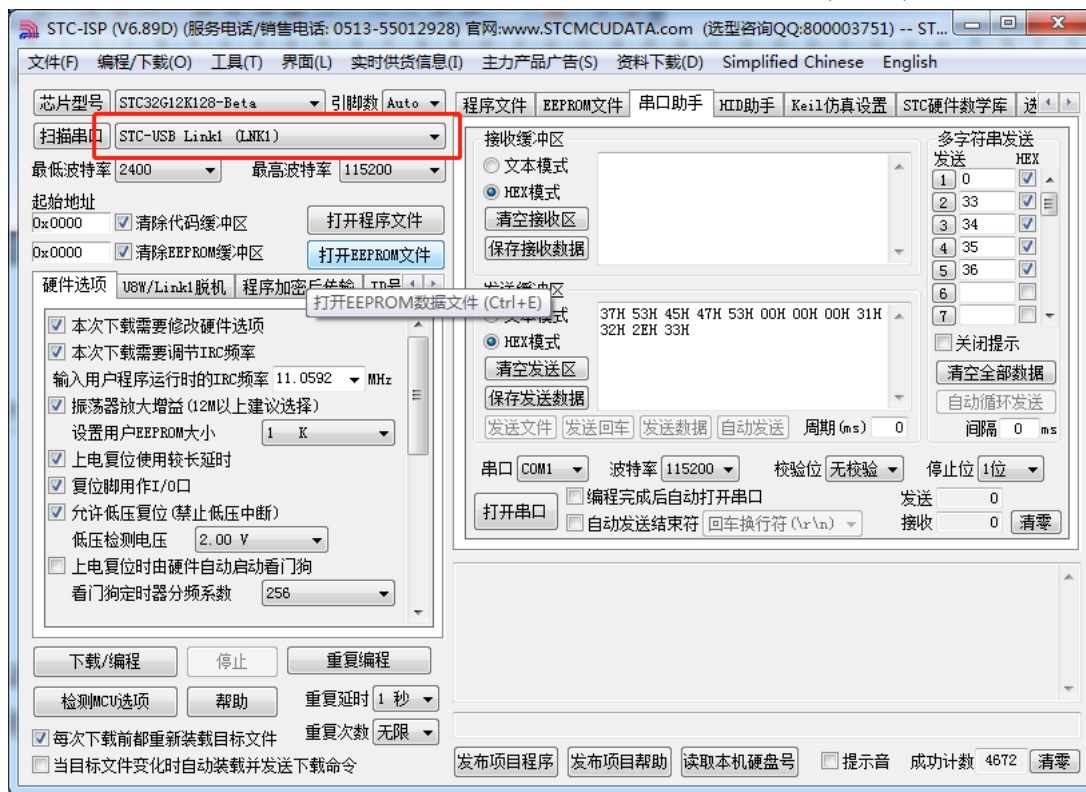 STC-ISP (V6.89D) (服务电话/销售电话: 0513-55012928) 官网:www.STCMCUDATA.com (选型咨询QQ:800003751) -- ST...
文件(F) 编程/下载(O) 工具(T) 界面(L) 实时供货信息(I) 主力产品广告(S) 资料下载(D) Simplified Chinese English
芯片型号 STC32G12K128-Beta 引脚数 Auto
扫描串口 STC-USB Link1 (LNK1)
最低波特率 2400 最高波特率 115200
起始地址
0x0000 清除代码缓冲区 打开程序文件
0x0000 清除EEPROM缓冲区 打开EEPROM文件
硬件选项 U8W/Link1脱机 程序加密后传输 ID号
打开EEPROM数据文件 (Ctrl+E)
本次下载需要修改硬件选项
本次下载需要调节IRC频率
输入用户程序运行时的IRC频率 11.0592 MHz
振荡器放大增益(12M以上建议选择)
设置用户EEPROM大小 1 K
上电复位使用较长延时
复位脚用作I/O口
允许低压复位(禁止低压中断)
低压检测电压 2.00 V
上电复位时由硬件自动启动看门狗
看门狗定时器分频系数 256
下载/编程 停止 重复编程
检测MCU选项 帮助 重复延时 1 秒
每次下载前都重新装载目标文件 重复次数 无限
当目标文件变化时自动装载并发送下载命令
程序文件 EEPROM文件 串口助手 HID助手 Keil仿真设置 STC硬件数学库
接收缓冲区
文本模式
HEX模式
清空接收区
保存接收数据
发送缓冲区
文本模式
HEX模式
清空发送区
保存发送数据
37H 53H 45H 47H 53H 00H 00H 00H 31H
32H 2EH 33H
发送文件 发送回车 发送数据 自动发送 周期(ms) 0
多字符串发送
发送 HEX
1 0
2 33
3 34
4 35
5 36
6
7
关闭提示
清空全部数据
自动循环发送
间隔 0 ms
串口 COM1 波特率 115200 校验位 无校验 停止位 1位
打开串口 编程完成后自动打开串口 发送 0
自动发送结束符 回车换行符(\r\n) 接收 0 清零
发布项目程序 发布项目帮助 读取本机硬盘号 提示音 成功计数 4672 清零